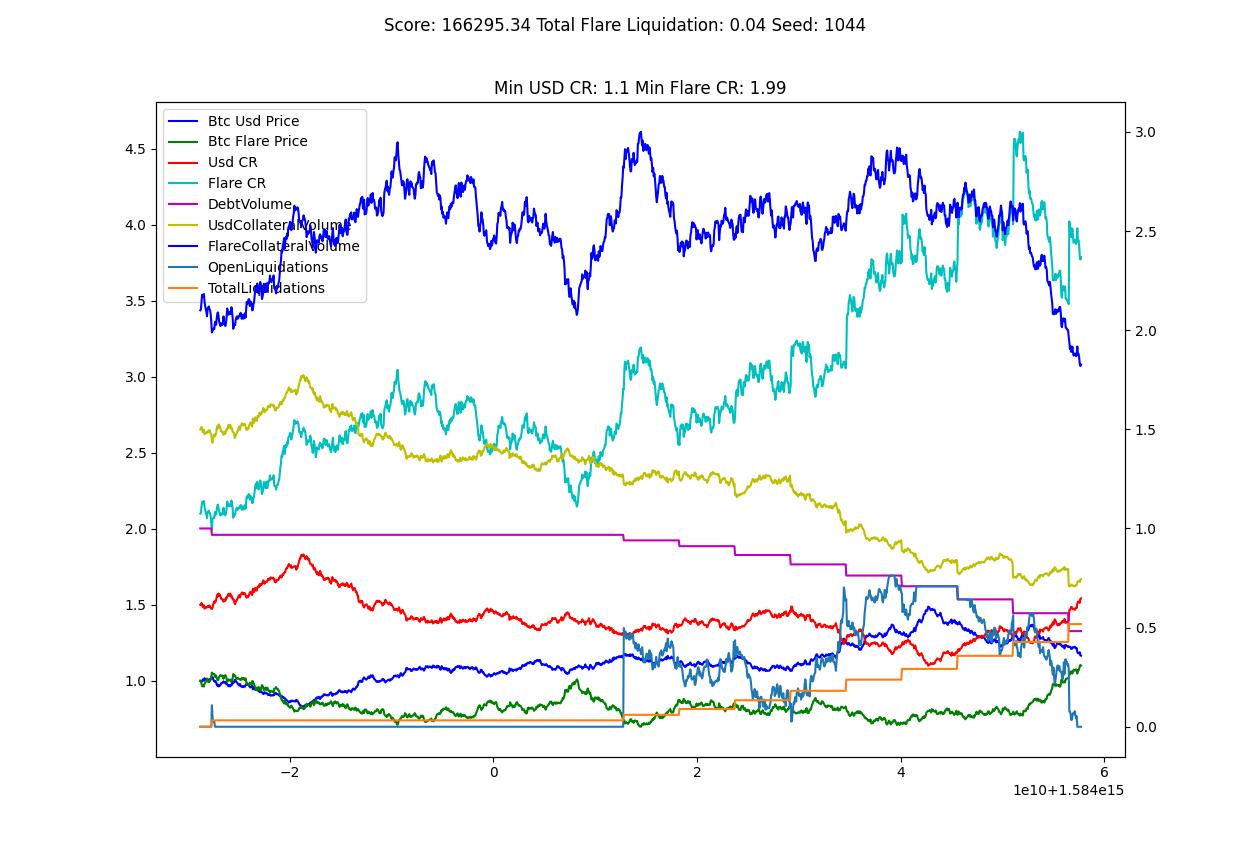 Score: 166295.34 Total Flare Liquidation: 0.04 Seed: 1044
Min USD CR: 1.1 Min Flare CR: 1.99
Btc Usd Price
Btc Flare Price
Usd CR
Flare CR
DebtVolume
UsdCollateralVolume
FlareCollateralVolume
OpenLiquidations
TotalLiquidations
4.5
4.0
3.5
3.0
2.5
2.0
1.5
1.0
3.0
2.5
2.0
1.5
1.0
0.5
0.0
−2 0 2 4 6
1e10+1.584e15